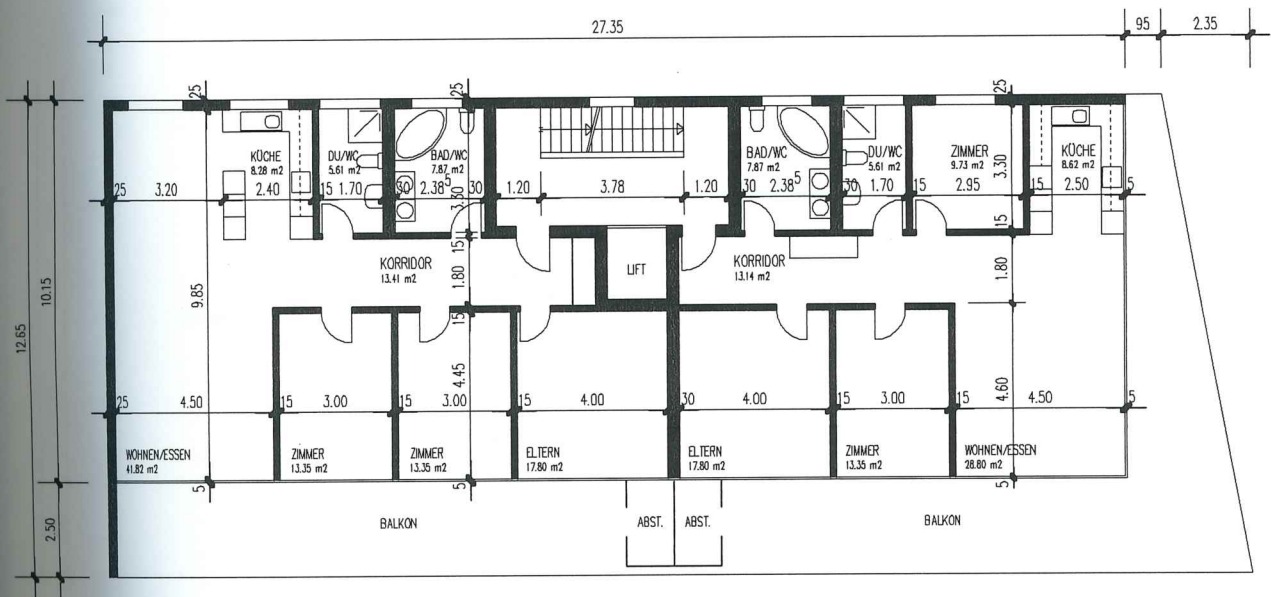 27.35
95
2.35
25
25
25
KÜCHE
8.28 m2
DU/WC
5.61 m2
BAD/WC
7.87 m2
BAD/WC
7.87 m2
DU/WC
5.61 m2
ZIMMER
9.73 m2
KÜCHE
8.62 m2
25
3.20
2.40
15
1.70
30
2.38⁵
30
1.20
3.78
1.20
30
2.38⁵
30
1.70
15
2.95
15
2.50
5
3.30
3.30
15
15
KORRIDOR
13.41 m2
LIFT
KORRIDOR
13.14 m2
1.80
1.80
9.85
10.15
12.65
15
4.45
4.60
25
4.50
15
3.00
15
3.00
15
4.00
30
4.00
15
3.00
15
4.50
5
WOHNEN/ESSEN
41.82 m2
ZIMMER
13.35 m2
ZIMMER
13.35 m2
ELTERN
17.80 m2
ELTERN
17.80 m2
ZIMMER
13.35 m2
WOHNEN/ESSEN
28.80 m2
5
5
5
2.50
BALKON
ABST.
ABST.
BALKON